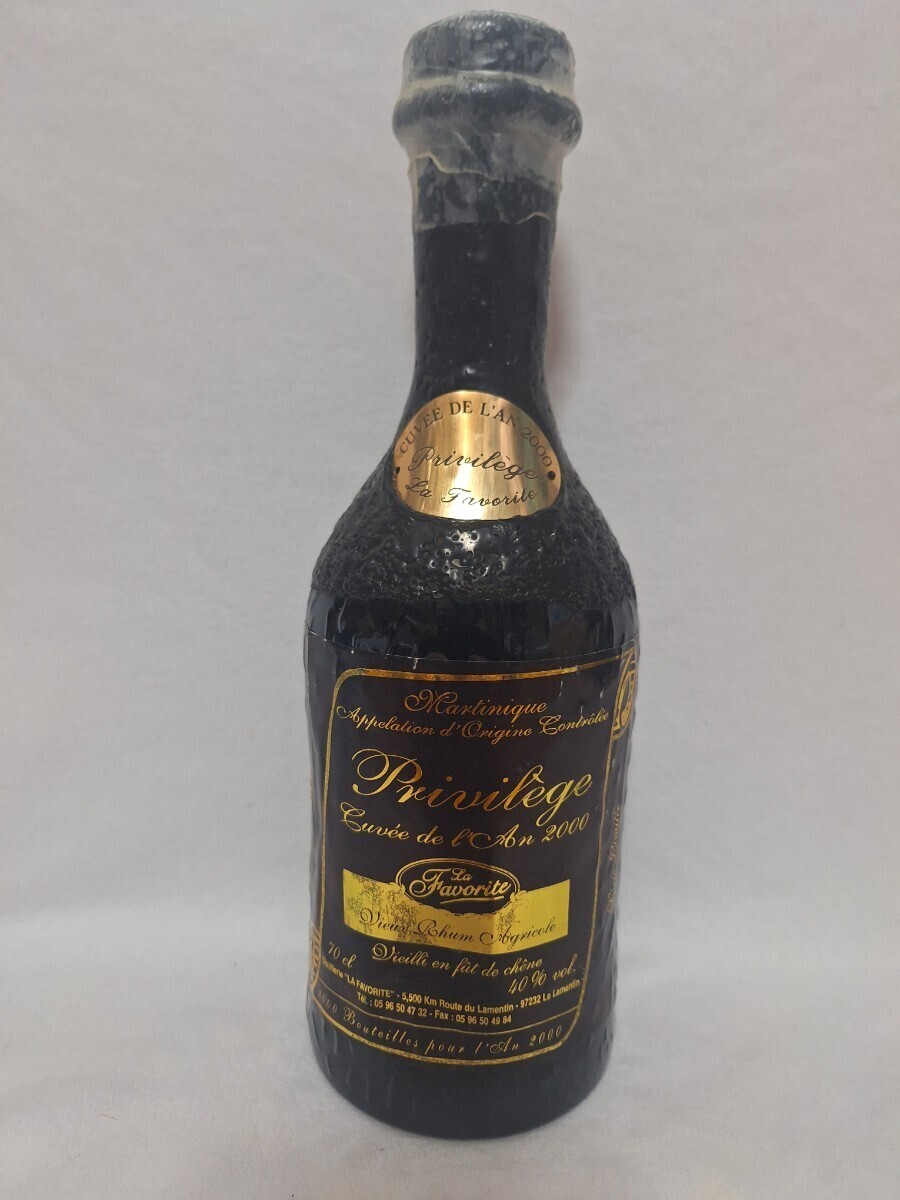 CUVEE DE L'AN 2000
Privilège
La Favorite
Martinique
Appelation d'Origine Contrôlée
Privilège
Cuvée de l'An 2000
La
Favorite
Vieux Rhum Agricole
Vieilli en fût de chêne
70 cl
40 % vol.
"LA FAVORITE" - 5,500 Km Route du Lamentin - 97232 Le Lamentin
Tél. : 05 96 50 47 32 - Fax : 05 96 50 49 84
Bouteilles pour l'An 2000